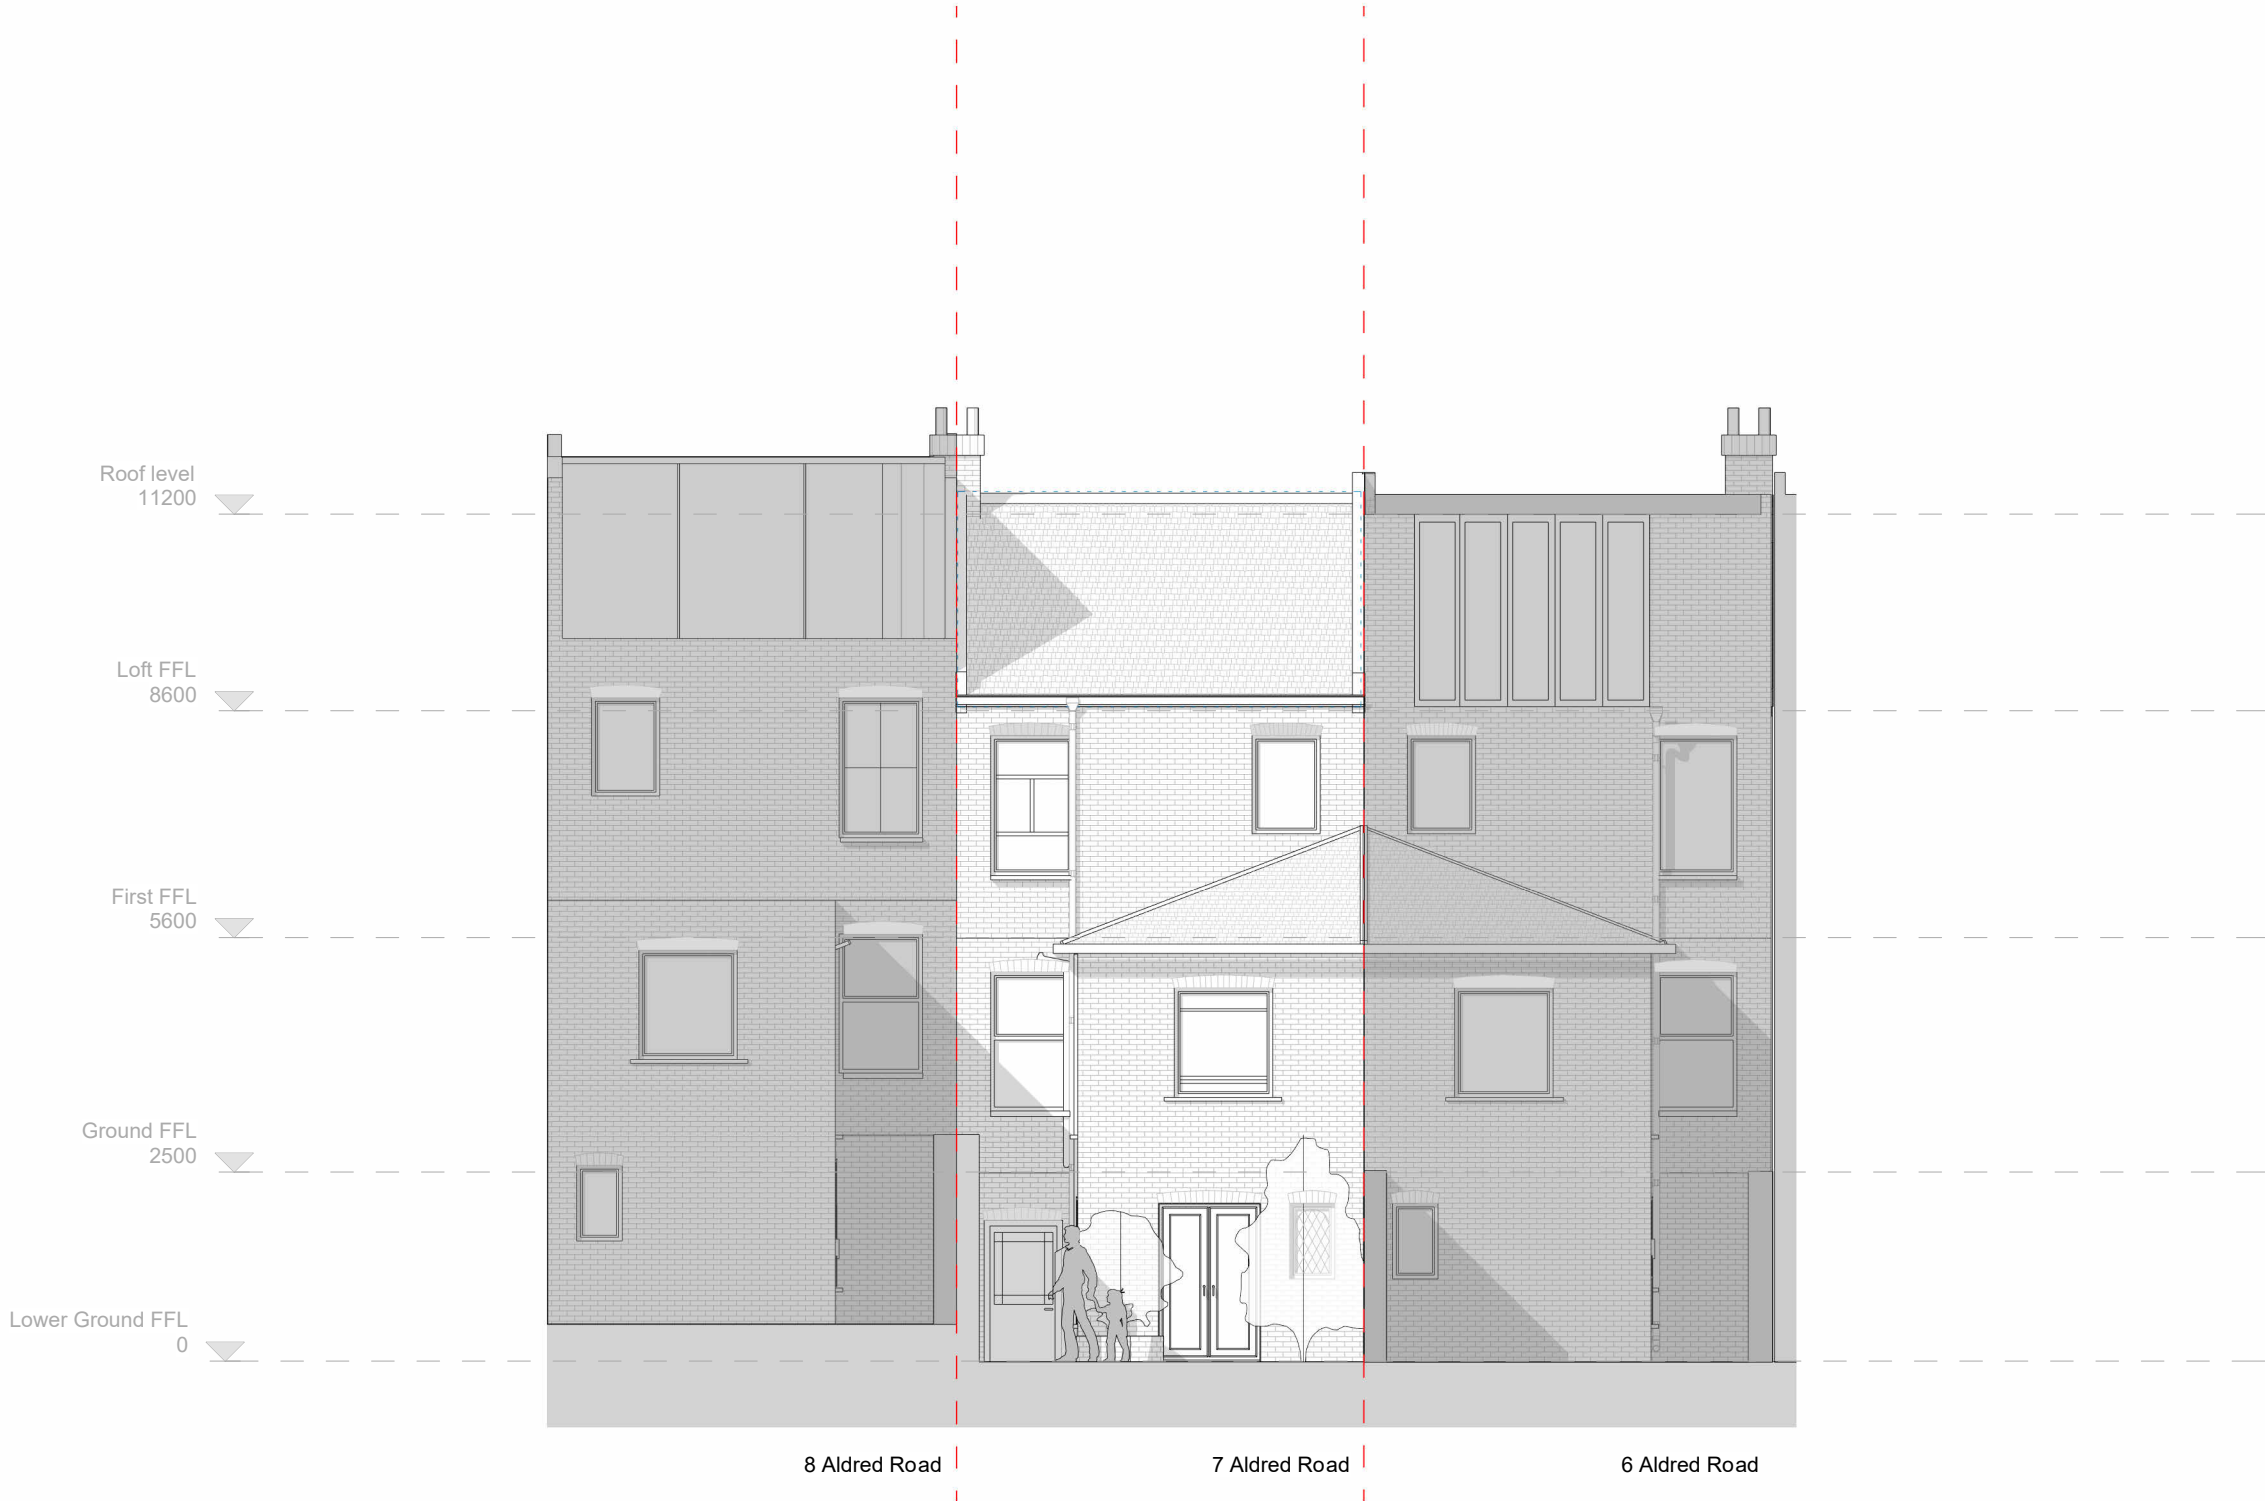 Roof level
11200
Loft FFL
8600
First FFL
5600
Ground FFL
2500
Lower Ground FFL
0
8 Aldred Road
7 Aldred Road
6 Aldred Road